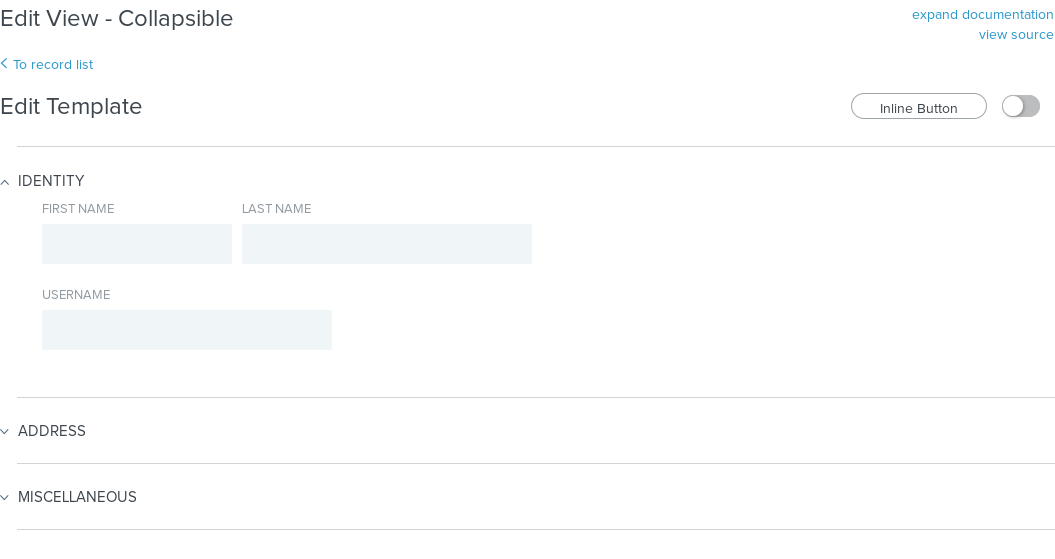 Edit View - Collapsible
expand documentation
view source
To record list
Edit Template
Inline Button
IDENTITY
FIRST NAME
LAST NAME
USERNAME
ADDRESS
MISCELLANEOUS